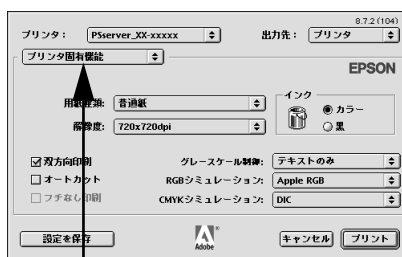 8.7.2 (104)
プリンタ： PSserver_XX-xxxxx 出力先： プリンタ
プリンタ固有機能
EPSON
用紙種類: 普通紙
解像度: 720x720dpi
インク
カラー
黒
双方向印刷
オートカット
フチなし印刷
グレースケール制御: テキストのみ
RGBシミュレーション: Apple RGB
CMYKシミュレーション: DIC
設定を保存
Adobe
キャンセル プリント